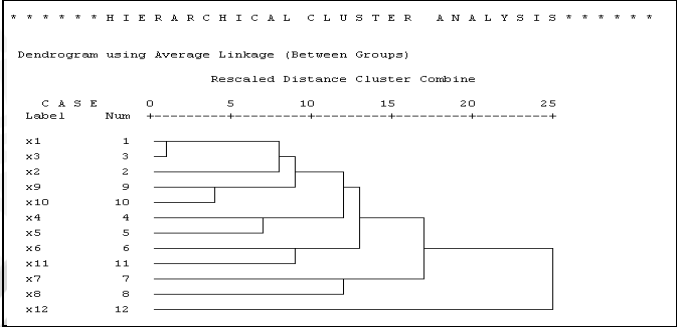 * * * * * * H I E R A R C H I C A L   C L U S T E R   A N A L Y S I S * * * * * *
Dendrogram using Average Linkage (Between Groups)
Rescaled Distance Cluster Combine
C A S E 0 5 10 15 20 25
Label Num +---------+---------+---------+---------+---------+
x1 1
x3 3
x2 2
x9 9
x10 10
x4 4
x5 5
x6 6
x11 11
x7 7
x8 8
x12 12